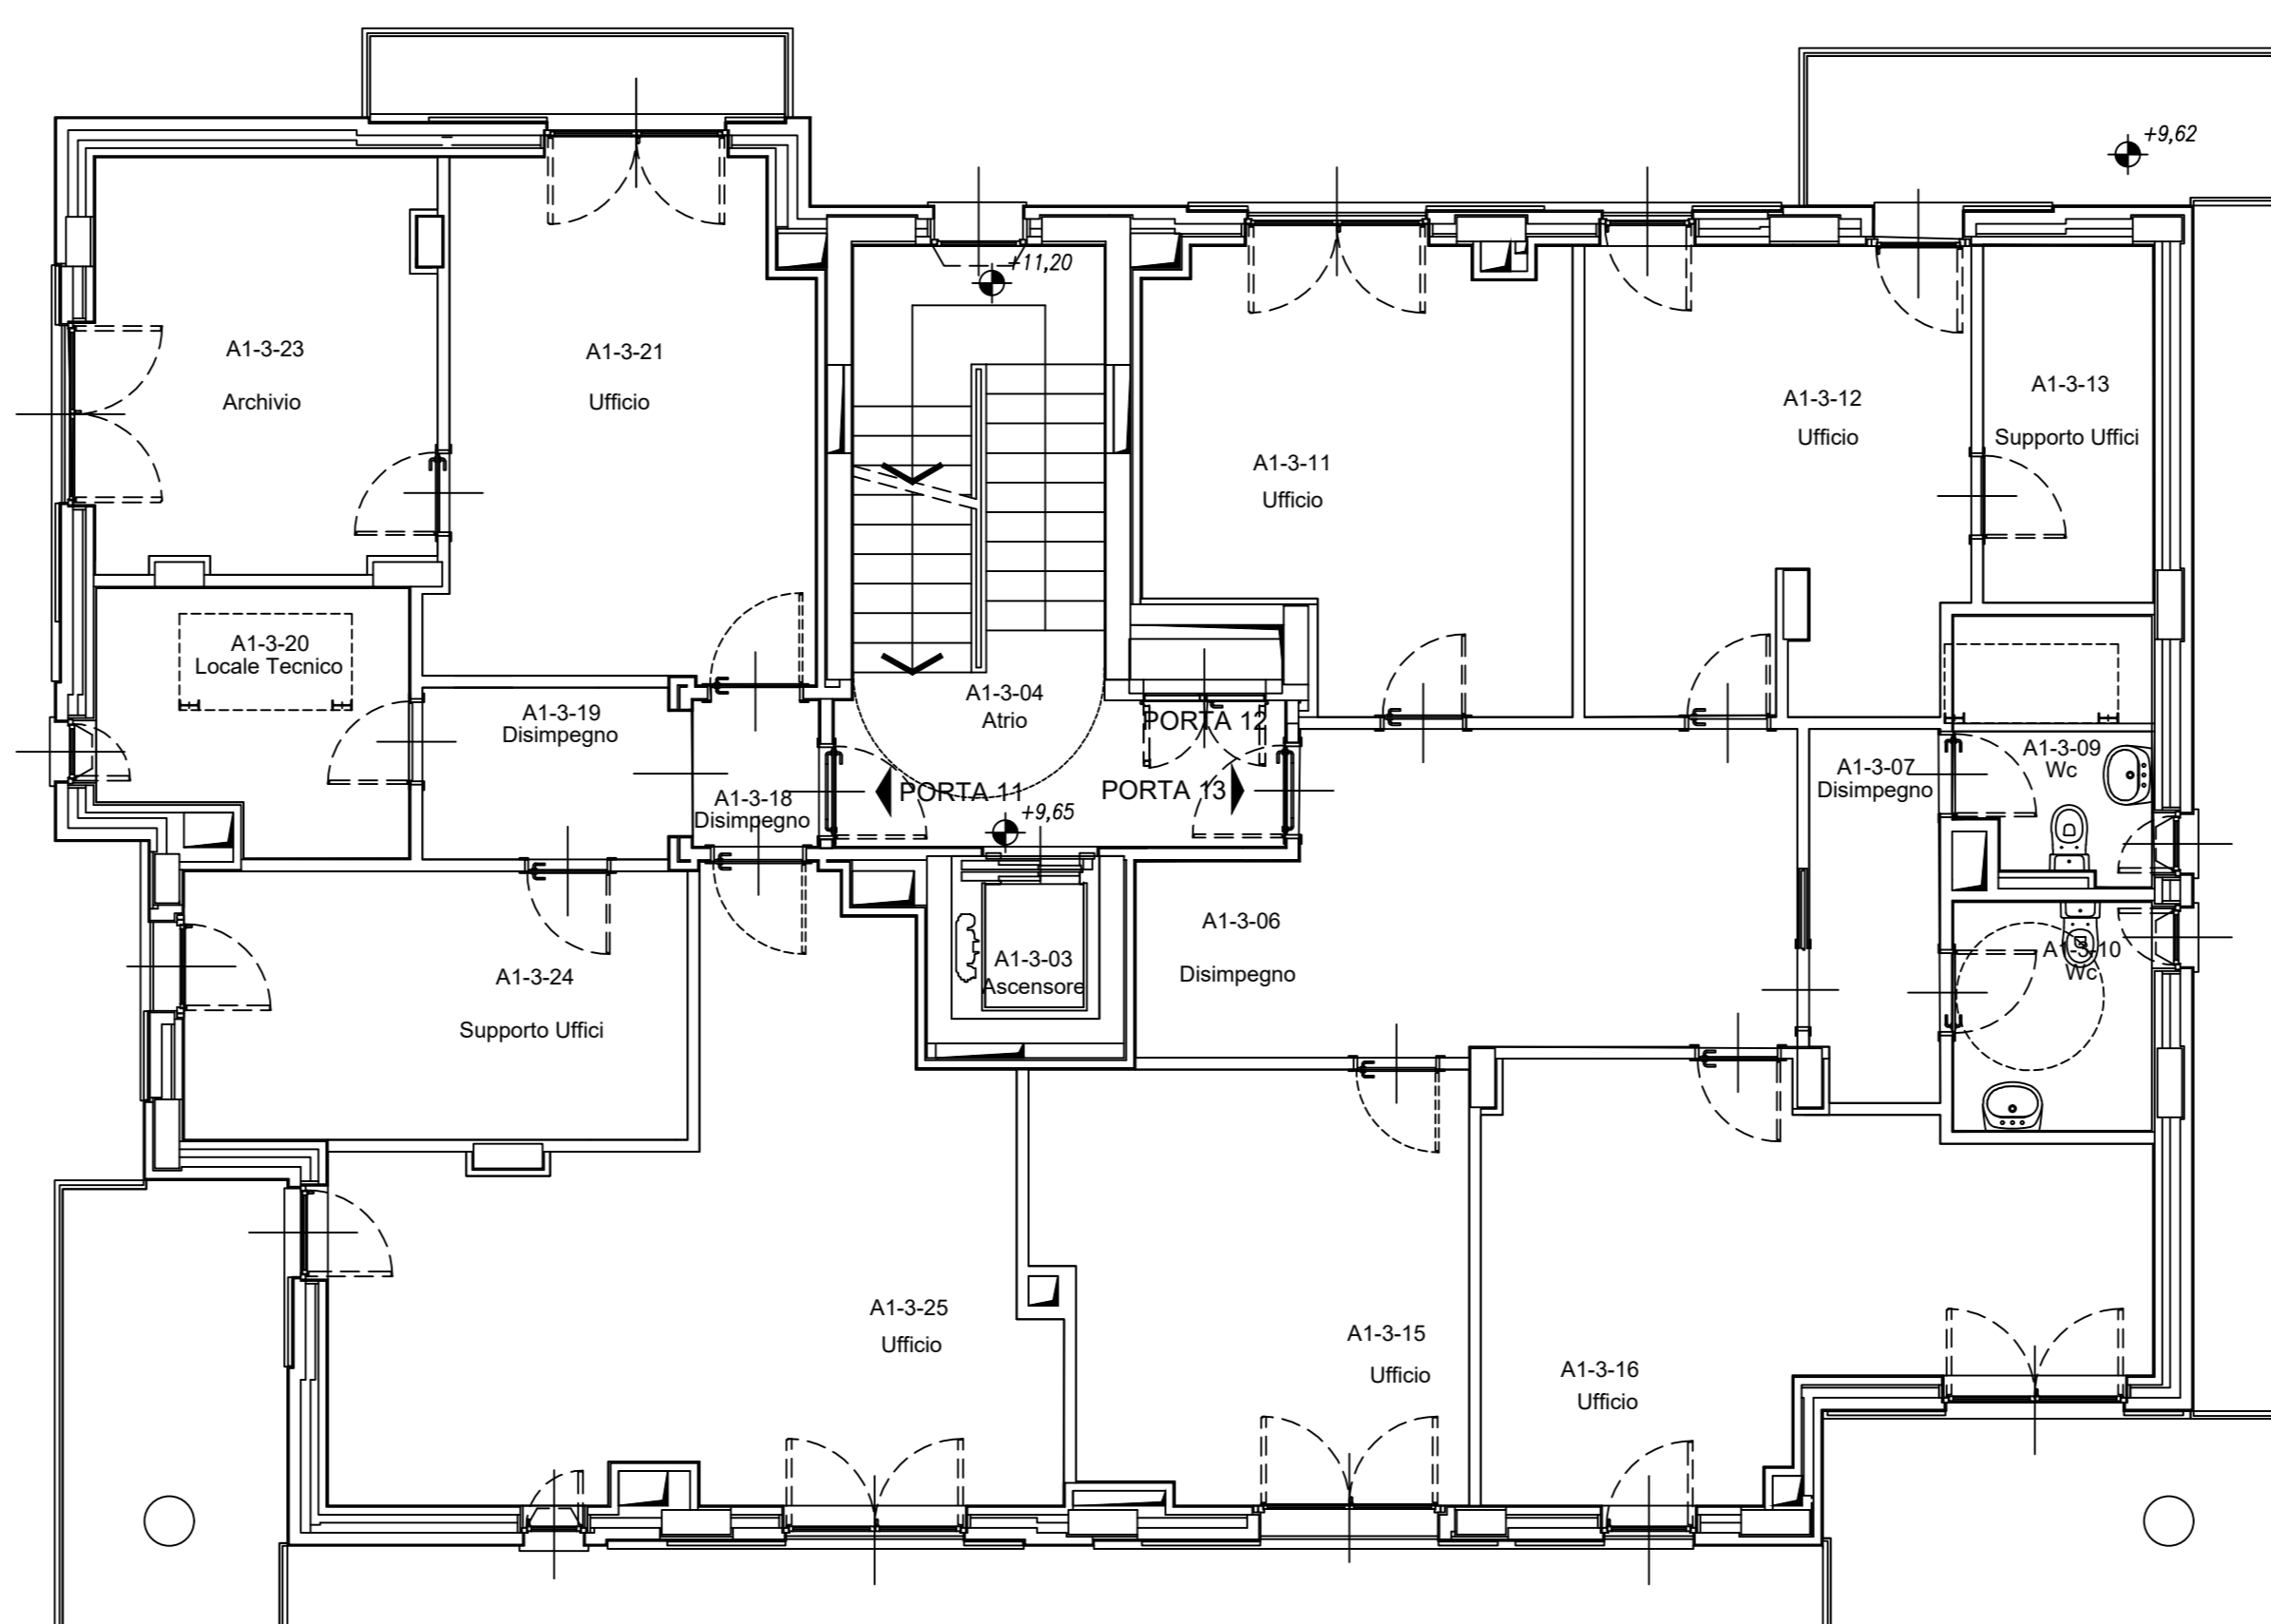 +9,62
+11,20
A1-3-23
Archivio
A1-3-21
Ufficio
A1-3-11
Ufficio
A1-3-12
Ufficio
A1-3-13
Supporto Uffici
A1-3-20
Locale Tecnico
A1-3-19
Disimpegno
A1-3-04
Atrio
PORTA 12
A1-3-18
Disimpegno
PORTA 11
PORTA 13
+9,65
A1-3-07
Disimpegno
A1-3-09
Wc
A1-3-06
Disimpegno
A1-3-10
Wc
A1-3-03
Ascensore
A1-3-24
Supporto Uffici
A1-3-25
Ufficio
A1-3-15
Ufficio
A1-3-16
Ufficio